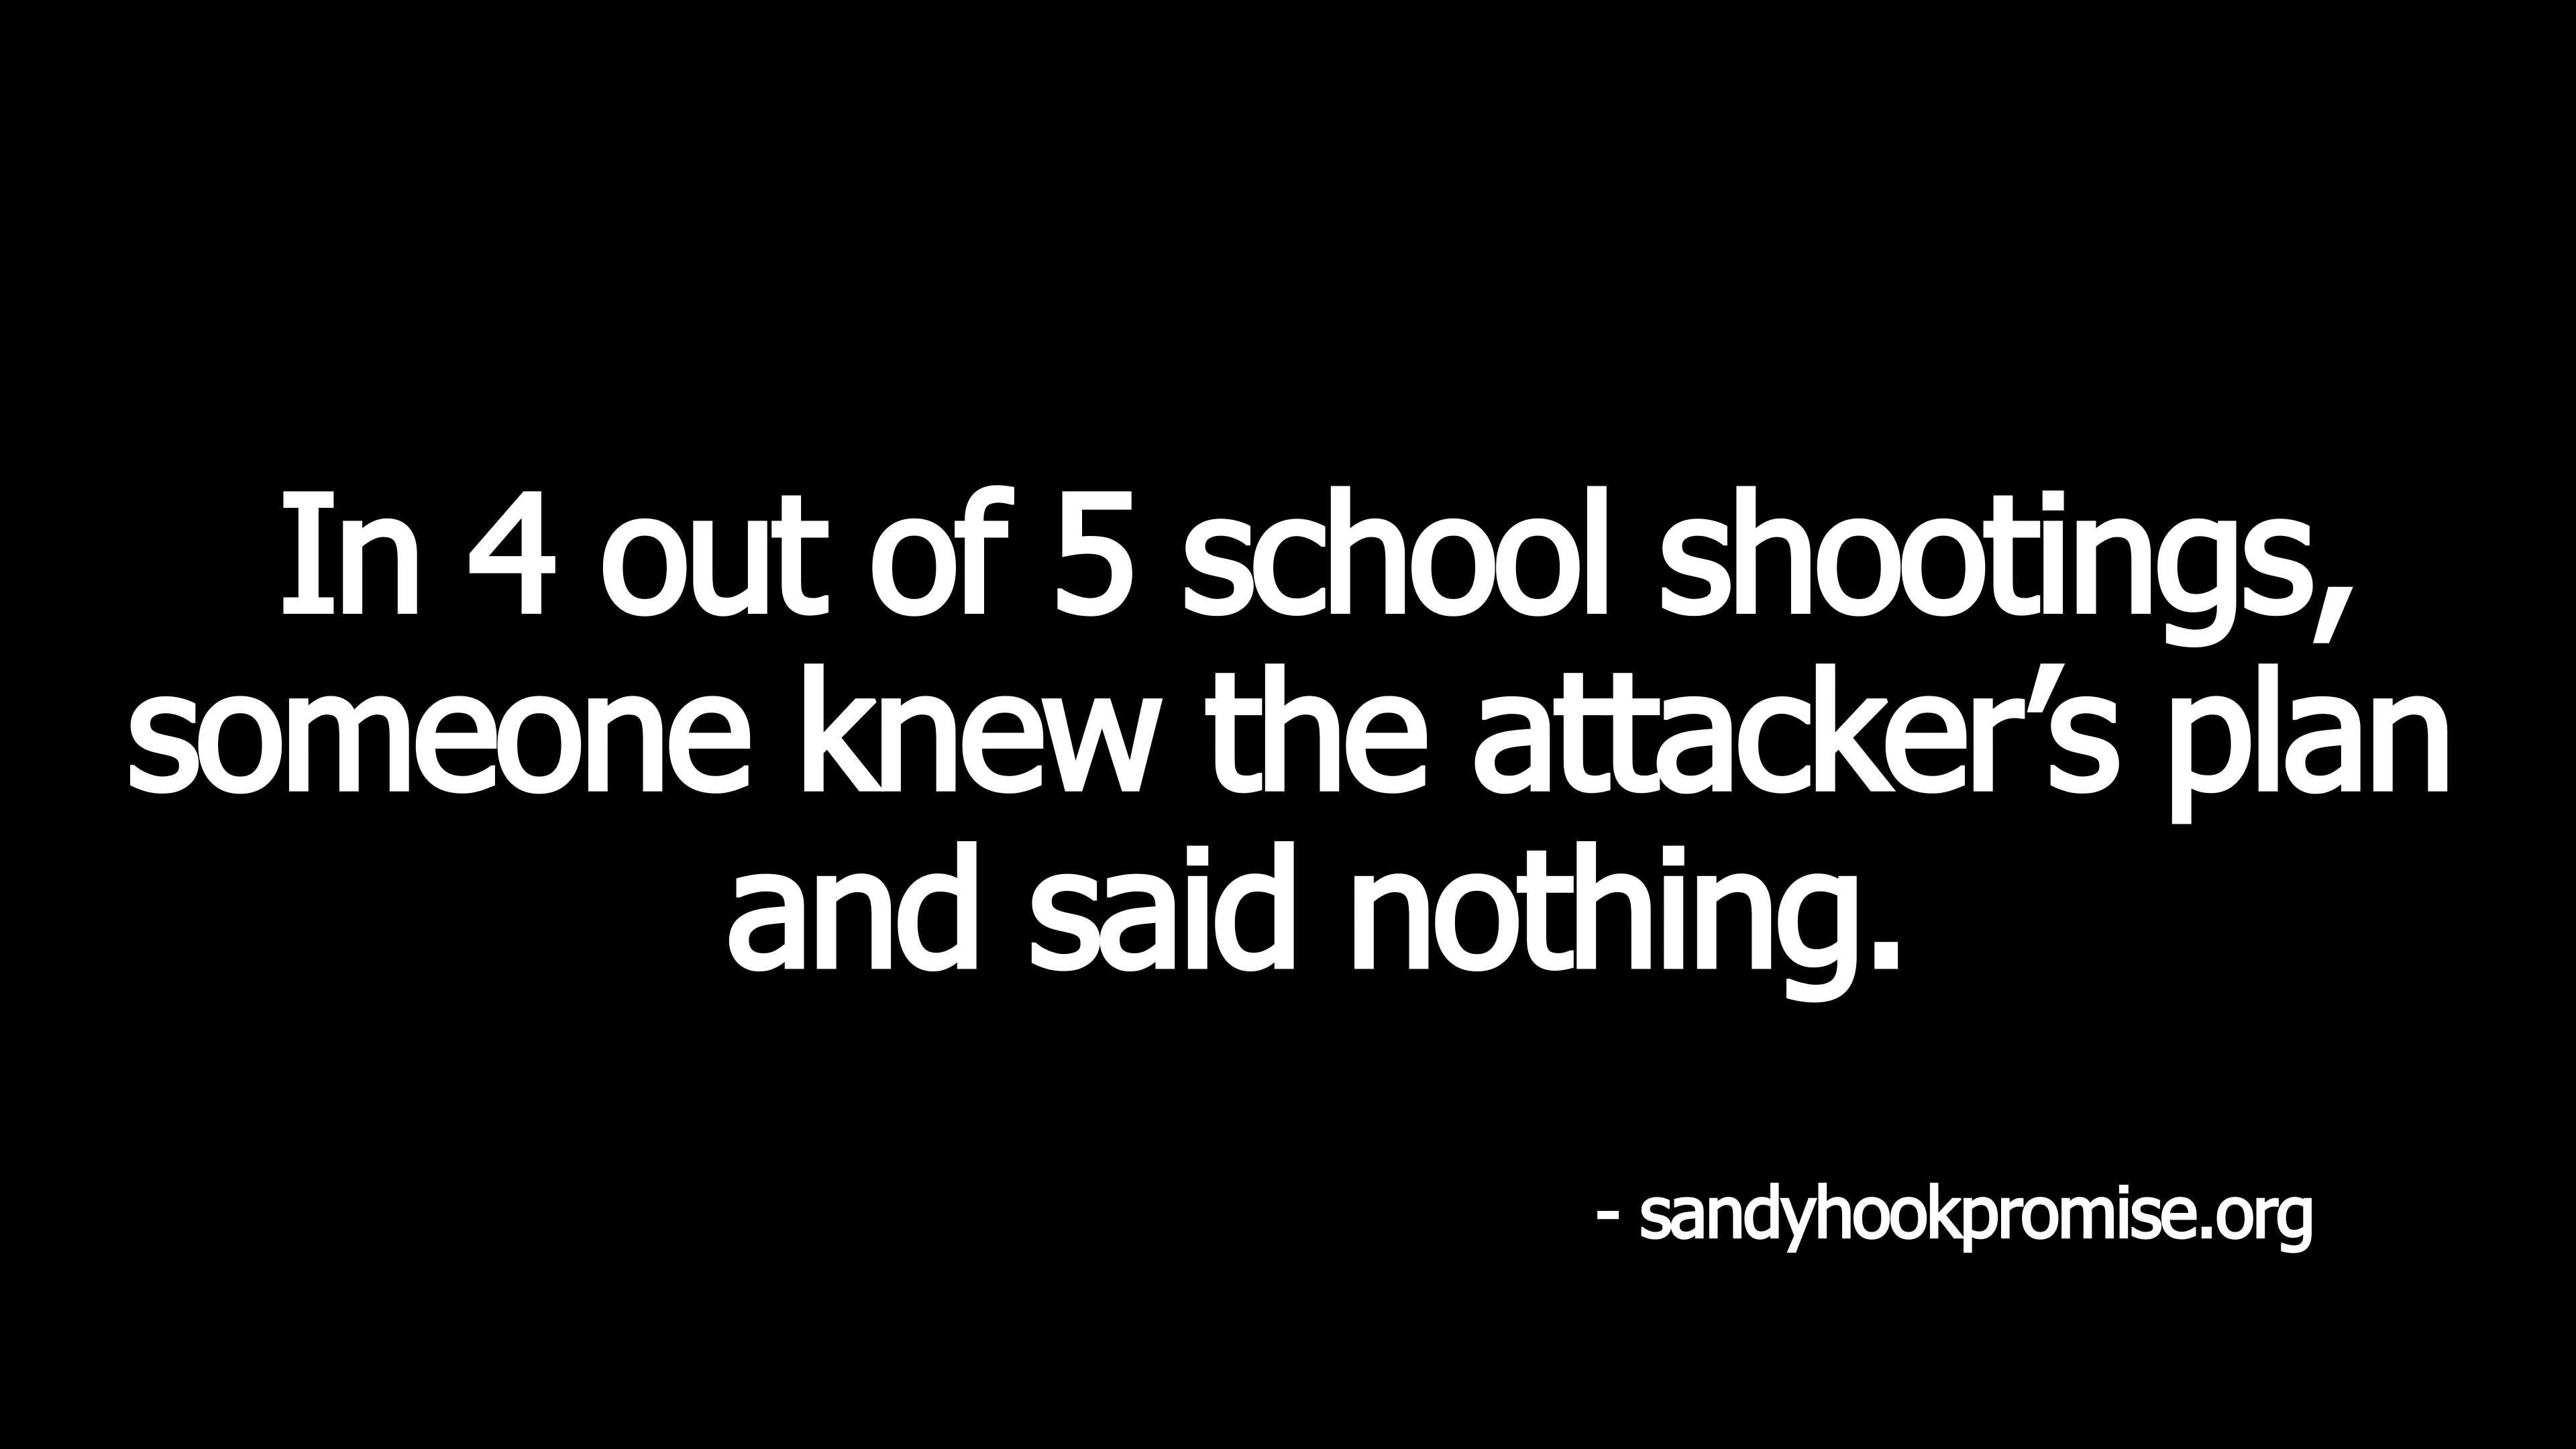 In 4 out of 5 school shootings,
someone knew the attacker’s plan
and said nothing.
- sandyhookpromise.org